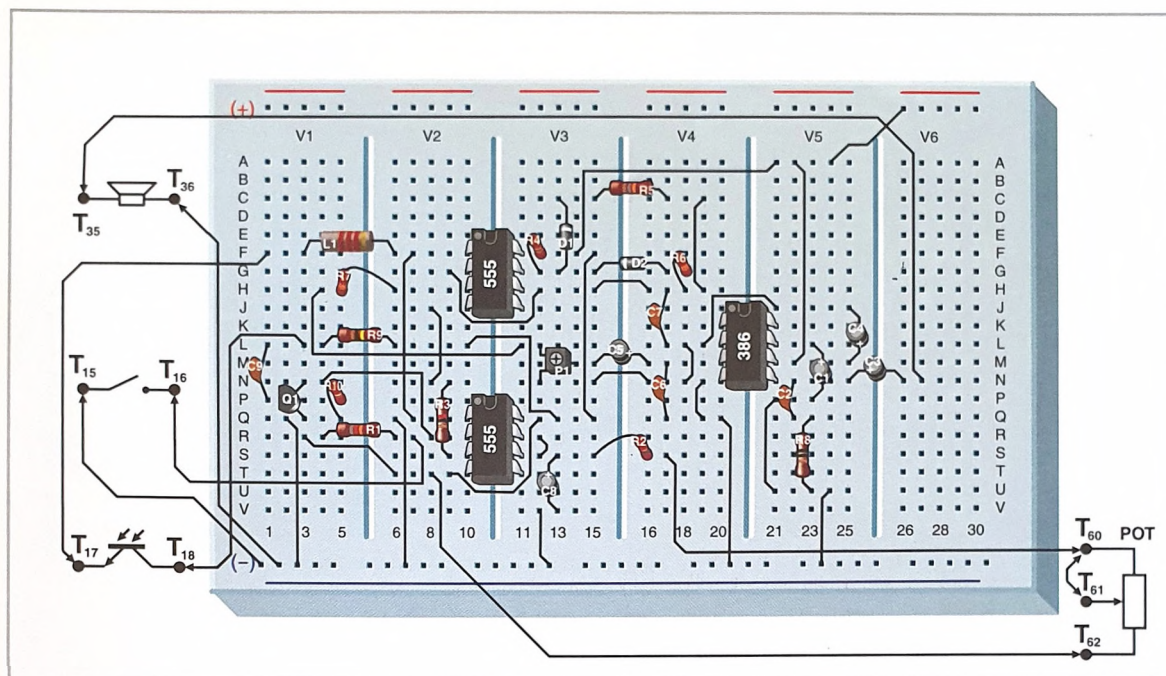 (+)
V1 V2 V3 V4 V5 V6
A A
B B
C C
D D
E E
F F
G G
H H
J J
K K
L L
M M
N N
P P
Q Q
R R
S S
T T
U U
V V
T36
T35
R5
L1
555
R4
D1
R7
D2
R6
C7
R9
C5
386
C4
P1
C3
C9
T15
T16
C1
Q1
R10
C6
C2
R3
R1
555
R2
R8
C8
1 3 5 6 8 10 11 13 15 16 18 20 21 23 25 26 28 30
T17
T18
(-)
T60
POT
T61
T62